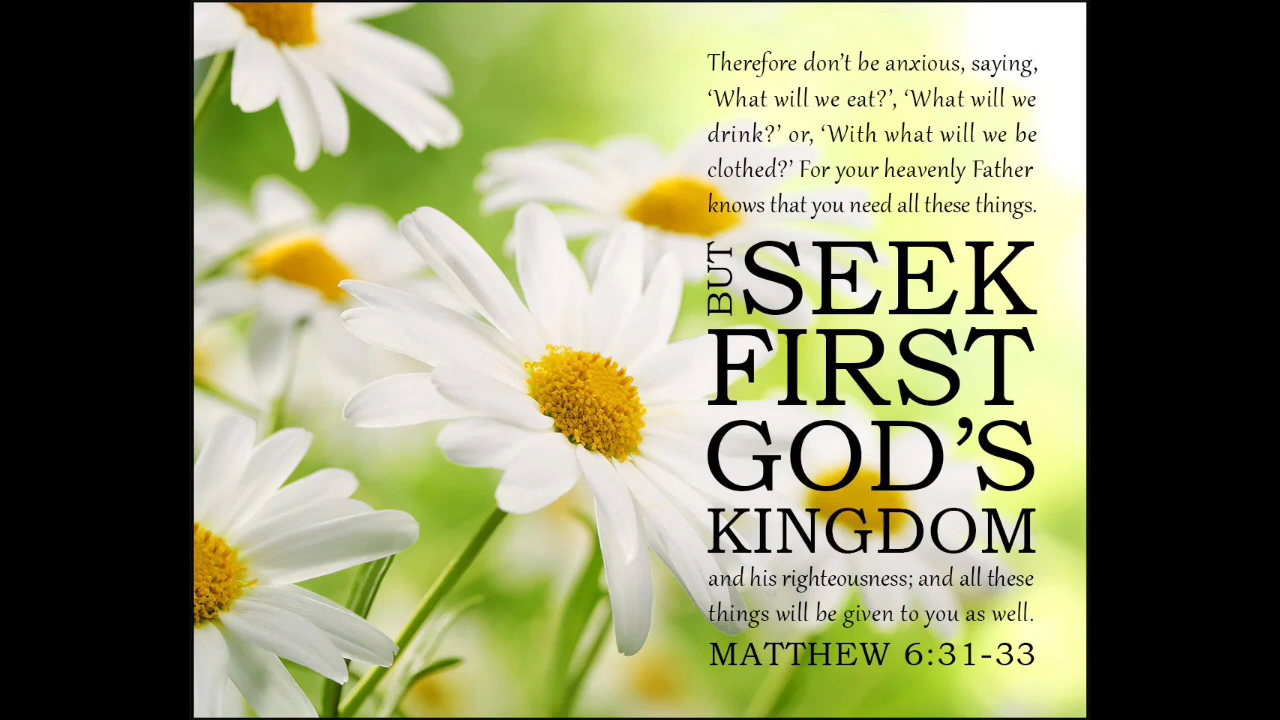 Therefore don't be anxious, saying,
'What will we eat?', 'What will we
drink?' or, 'With what will we be
clothed?' For your heavenly Father
knows that you need all these things.
BUT SEEK
FIRST
GOD'S
KINGDOM
and his righteousness; and all these
things will be given to you as well.
MATTHEW 6:31-33